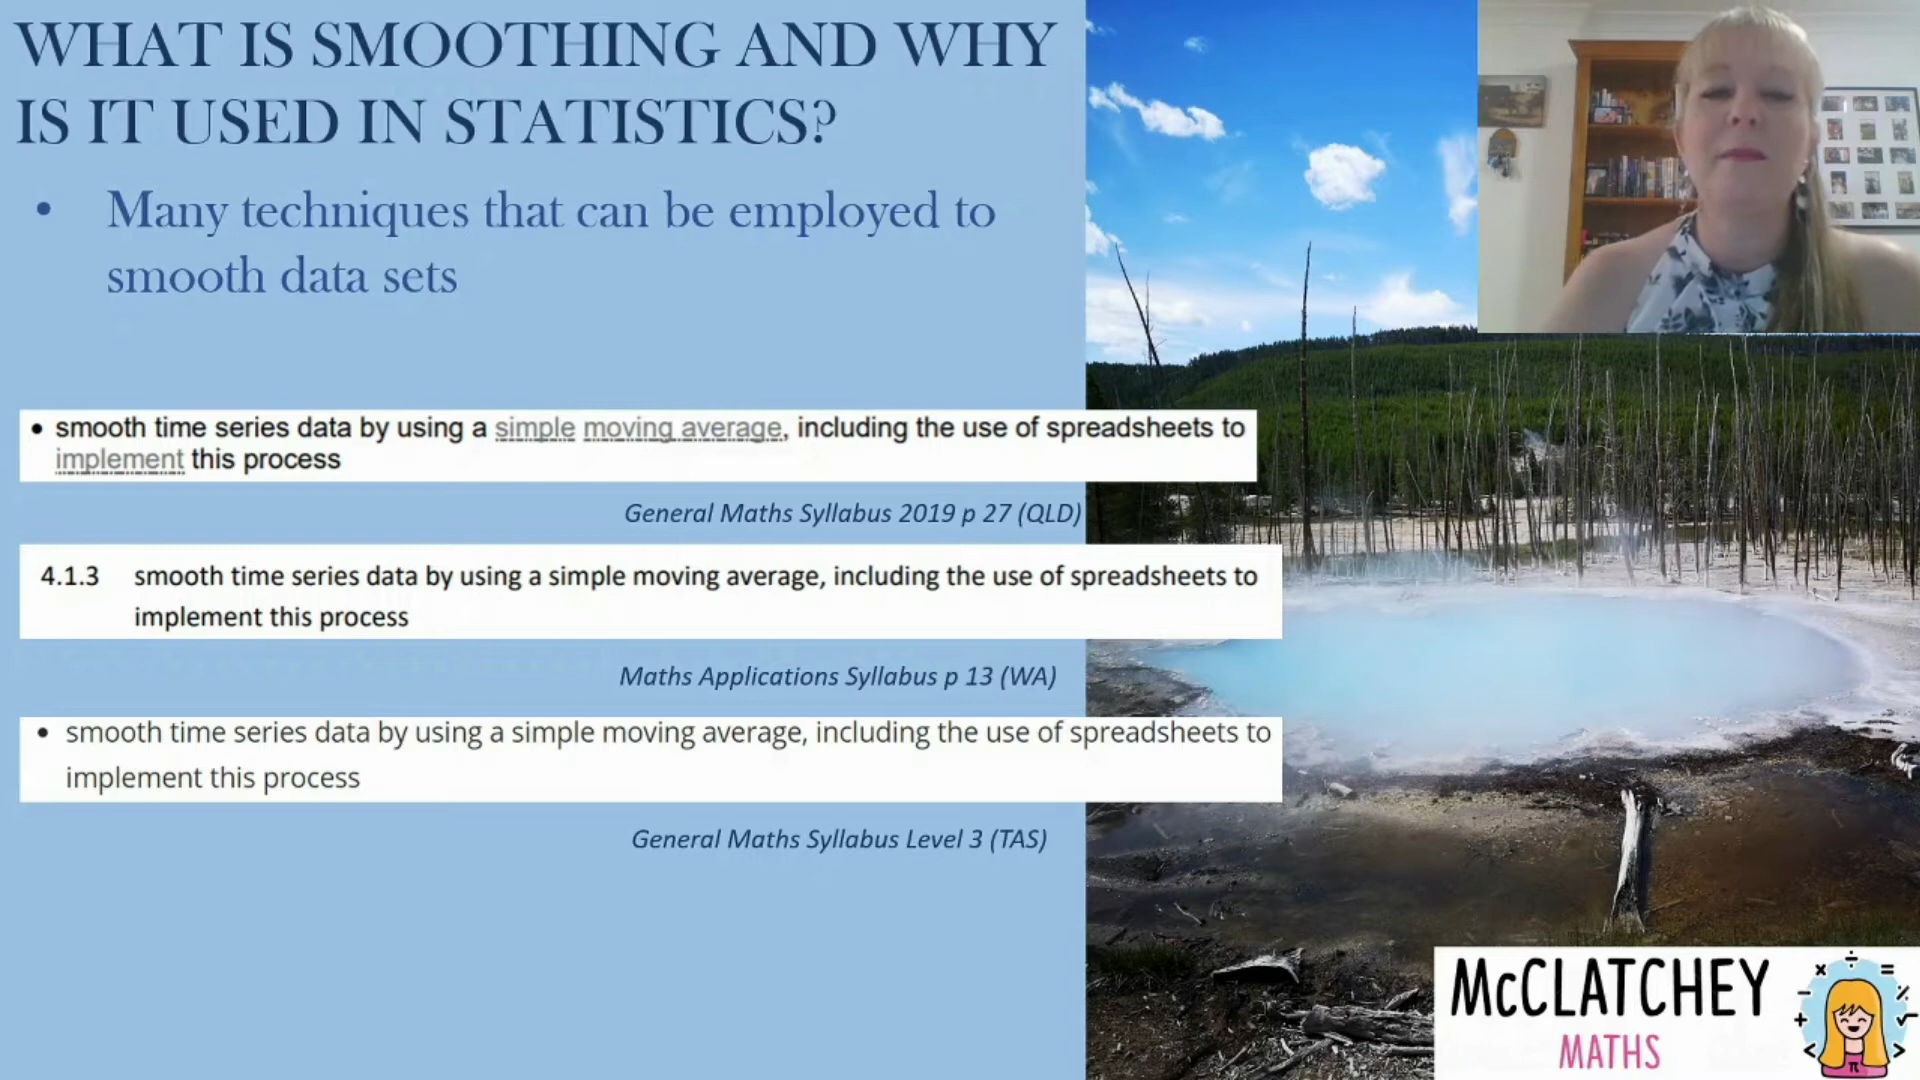 WHAT IS SMOOTHING AND WHY
IS IT USED IN STATISTICS?
• Many techniques that can be employed to
smooth data sets
• smooth time series data by using a simple moving average, including the use of spreadsheets to
implement this process
General Maths Syllabus 2019 p 27 (QLD)
4.1.3 smooth time series data by using a simple moving average, including the use of spreadsheets to
implement this process
Maths Applications Syllabus p 13 (WA)
• smooth time series data by using a simple moving average, including the use of spreadsheets to
implement this process
General Maths Syllabus Level 3 (TAS)
McCLATCHEY
MATHS